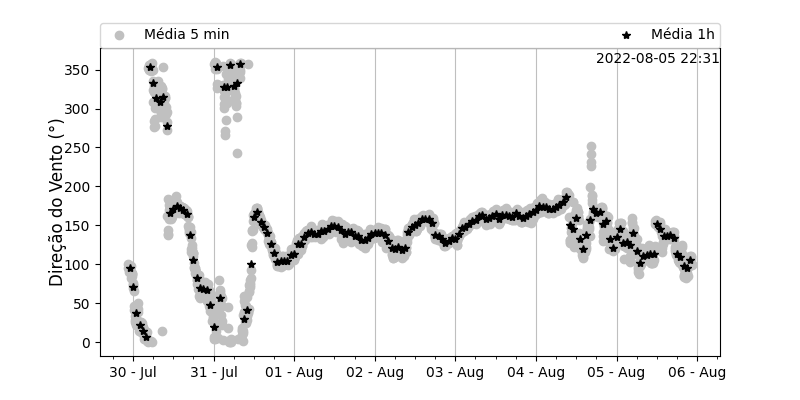 Média 5 min
Média 1h
2022-08-05 22:31
Direção do Vento (°)
350
300
250
200
150
100
50
0
30 - Jul
31 - Jul
01 - Aug
02 - Aug
03 - Aug
04 - Aug
05 - Aug
06 - Aug